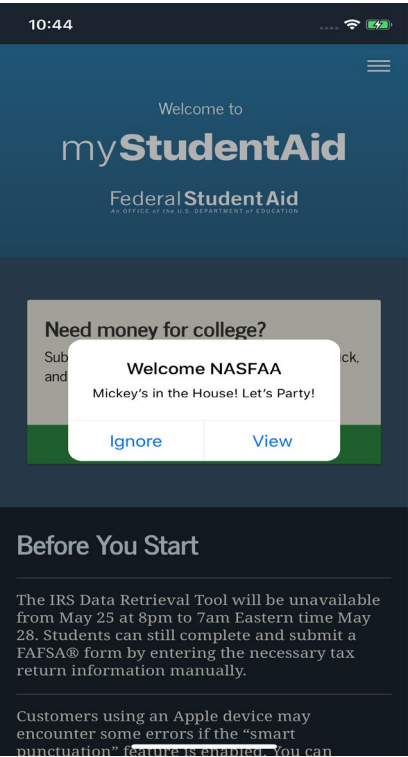 10:44
Welcome to
myStudentAid
Federal Student Aid
An OFFICE of the U.S. DEPARTMENT of EDUCATION
Need money for college?
Sub ck,
and
Welcome NASFAA
Mickey's in the House! Let's Party!
Ignore View
Before You Start
The IRS Data Retrieval Tool will be unavailable
from May 25 at 8pm to 7am Eastern time May
28. Students can still complete and submit a
FAFSA® form by entering the necessary tax
return information manually.
Customers using an Apple device may
encounter some errors if the “smart
punctuation” feature is enabled. You can